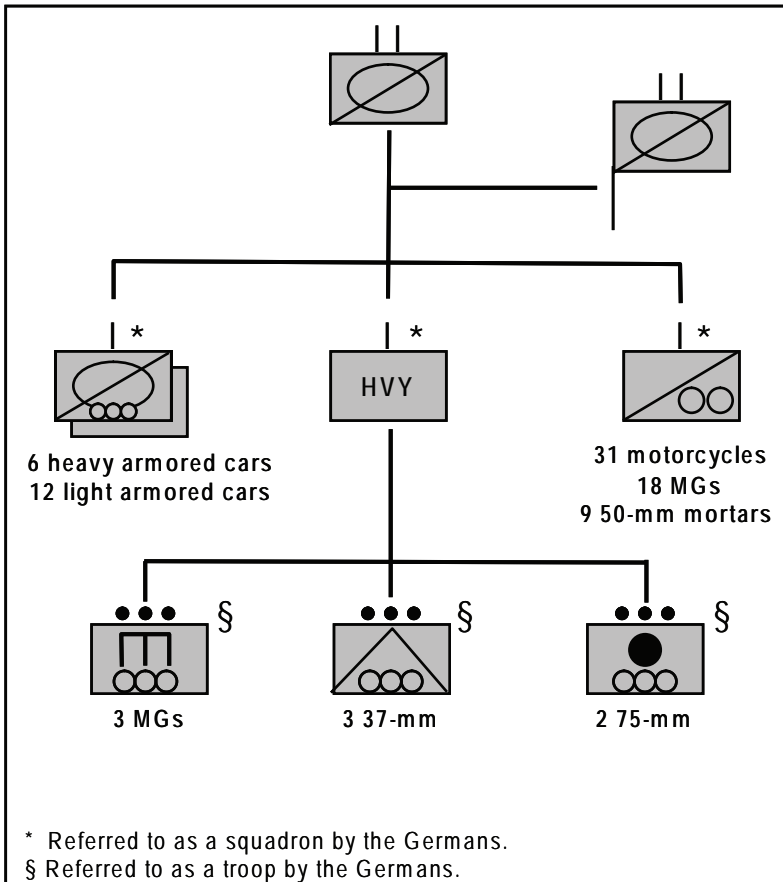 *
*
*
HVY
6 heavy armored cars
12 light armored cars
31 motorcycles
18 MGs
9 50-mm mortars
§
§
§
3 MGs
3 37-mm
2 75-mm
* Referred to as a squadron by the Germans.
§ Referred to as a troop by the Germans.